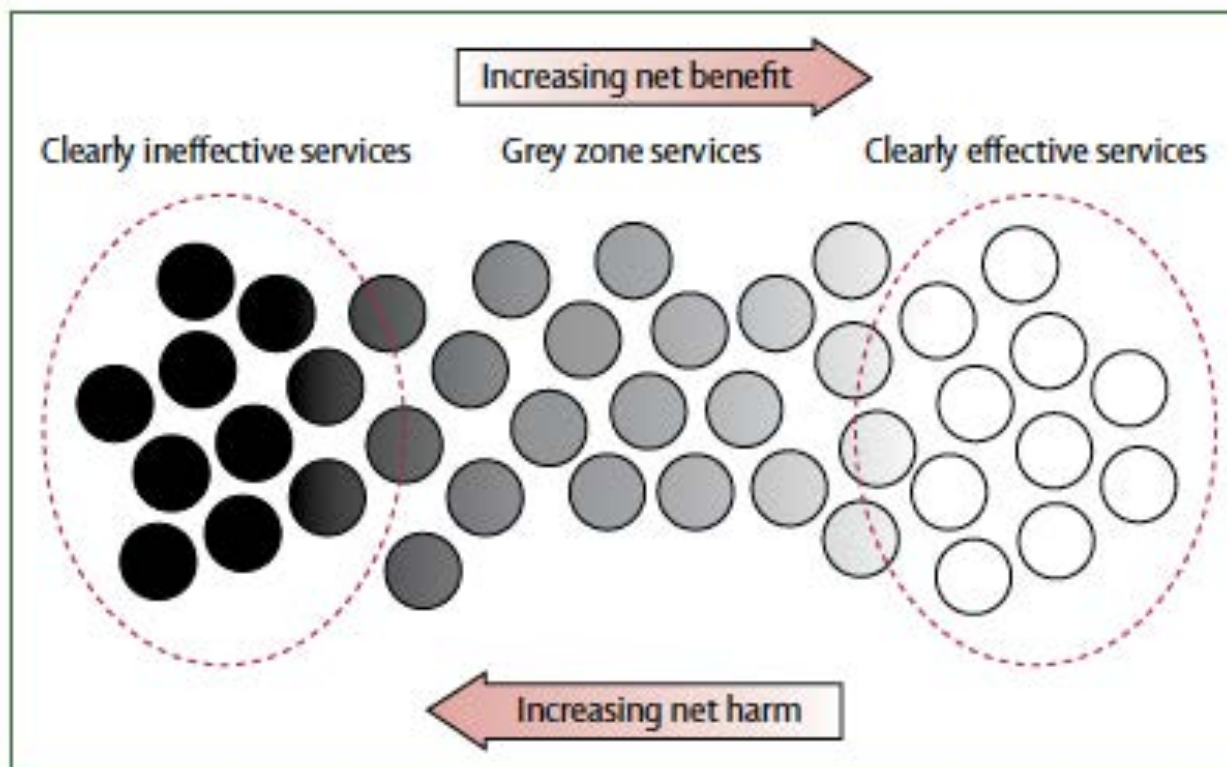 Increasing net benefit
Clearly ineffective services
Grey zone services
Clearly effective services
Increasing net harm